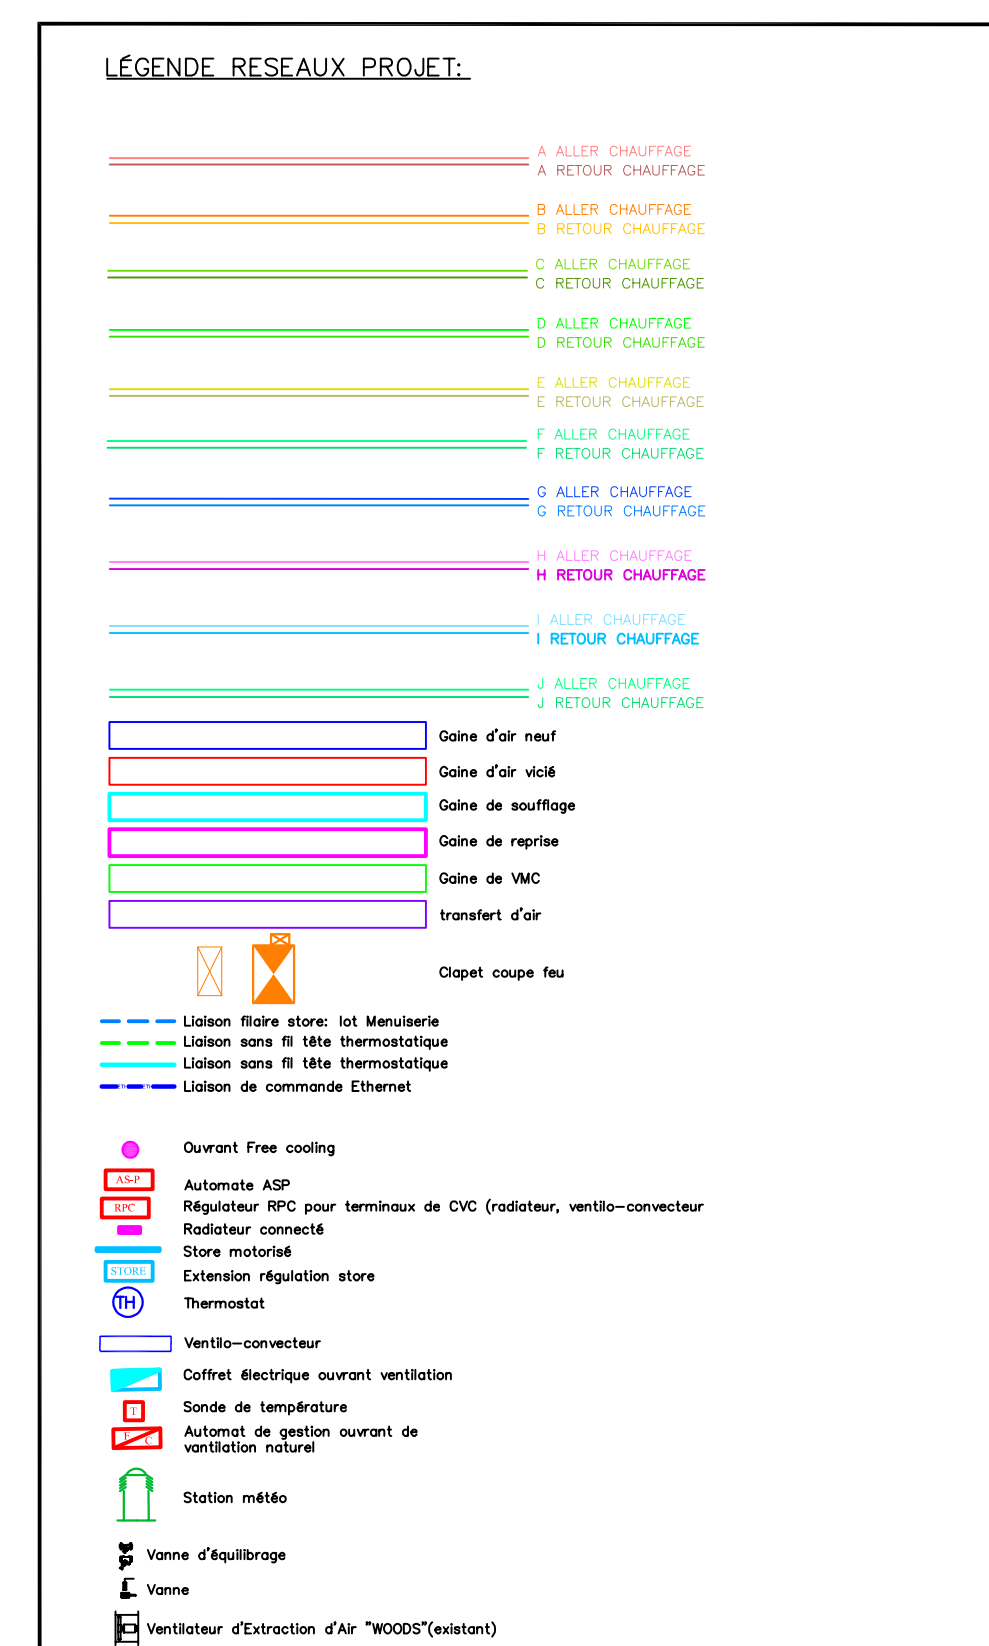 LÉGENDE RESEAUX PROJET:
A ALLER CHAUFFAGE
A RETOUR CHAUFFAGE
B ALLER CHAUFFAGE
B RETOUR CHAUFFAGE
C ALLER CHAUFFAGE
C RETOUR CHAUFFAGE
D ALLER CHAUFFAGE
D RETOUR CHAUFFAGE
E ALLER CHAUFFAGE
E RETOUR CHAUFFAGE
F ALLER CHAUFFAGE
F RETOUR CHAUFFAGE
G ALLER CHAUFFAGE
G RETOUR CHAUFFAGE
H ALLER CHAUFFAGE
H RETOUR CHAUFFAGE
I ALLER CHAUFFAGE
I RETOUR CHAUFFAGE
J ALLER CHAUFFAGE
J RETOUR CHAUFFAGE
Gaine d'air neuf
Gaine d'air vicié
Gaine de soufflage
Gaine de reprise
Gaine de VMC
transfert d'air
Clapet coupe feu
Liaison filaire store: lot Menuiserie
Liaison sans fil tête thermostatique
Liaison sans fil tête thermostatique
Liaison de commande Ethernet
Ouvrant Free cooling
AS-P Automate ASP
RPC Régulateur RPC pour terminaux de CVC (radiateur, ventilo-convecteur
Radiateur connecté
Store motorisé
STORE Extension régulation store
TH Thermostat
Ventilo-convecteur
Coffret électrique ouvrant ventilation
T Sonde de température
F C Automat de gestion ouvrant de
vantilation naturel
Station météo
Vanne d'équilibrage
Vanne
Ventilateur d'Extraction d'Air "WOODS"(existant)